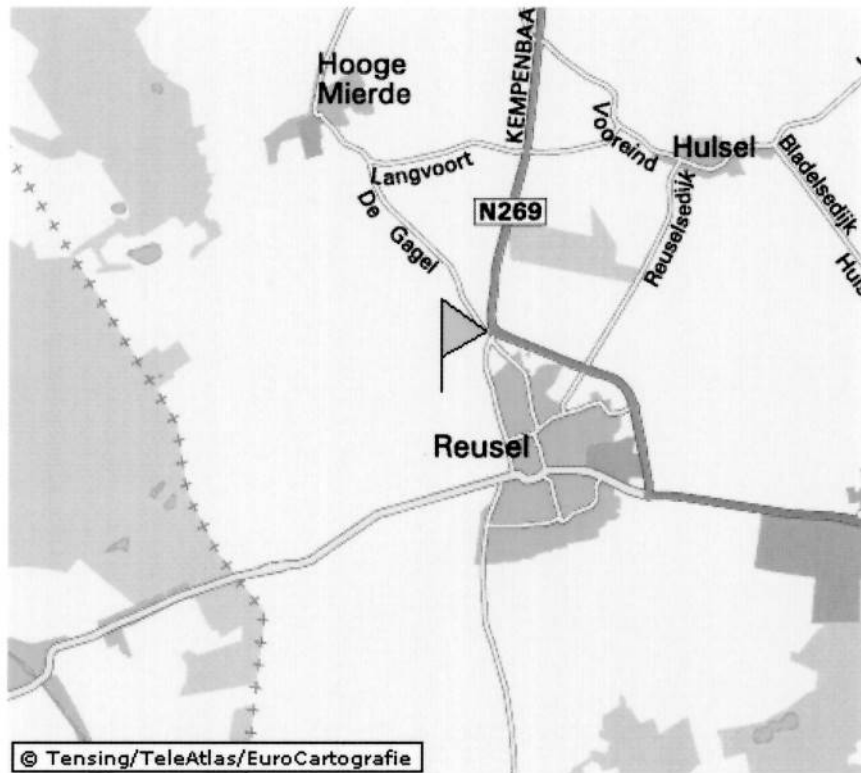 Hooge
Mierde
KEMPENBAA
Vooreind
Hulsel
Langvoort
Bladelsedijk
De Gagel
N269
Reuselsedijk
Reusel
© Tensing/TeleAtlas/EuroCartografie